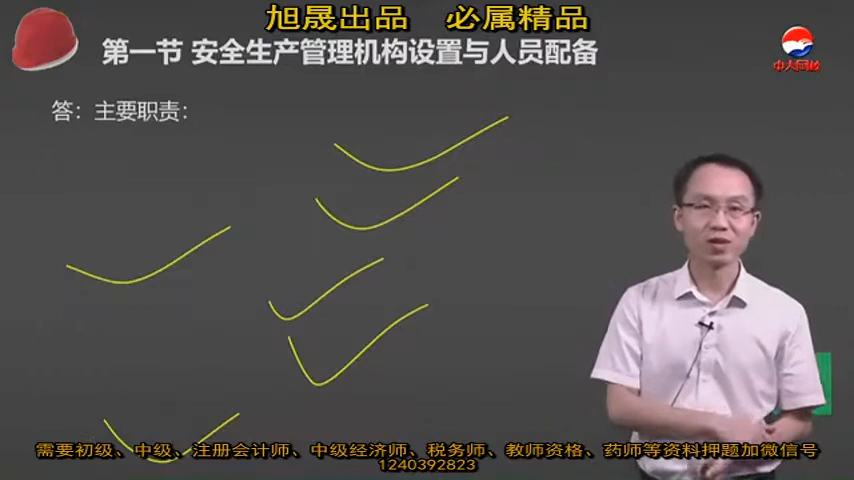 旭晟出品 必属精品
第一节 安全生产管理机构设置与人员配备
中大网校
答：主要职责：
需要初级、中级、注册会计师、中级经济师、税务师、教师资格、药师等资料押题加微信号
1240392823